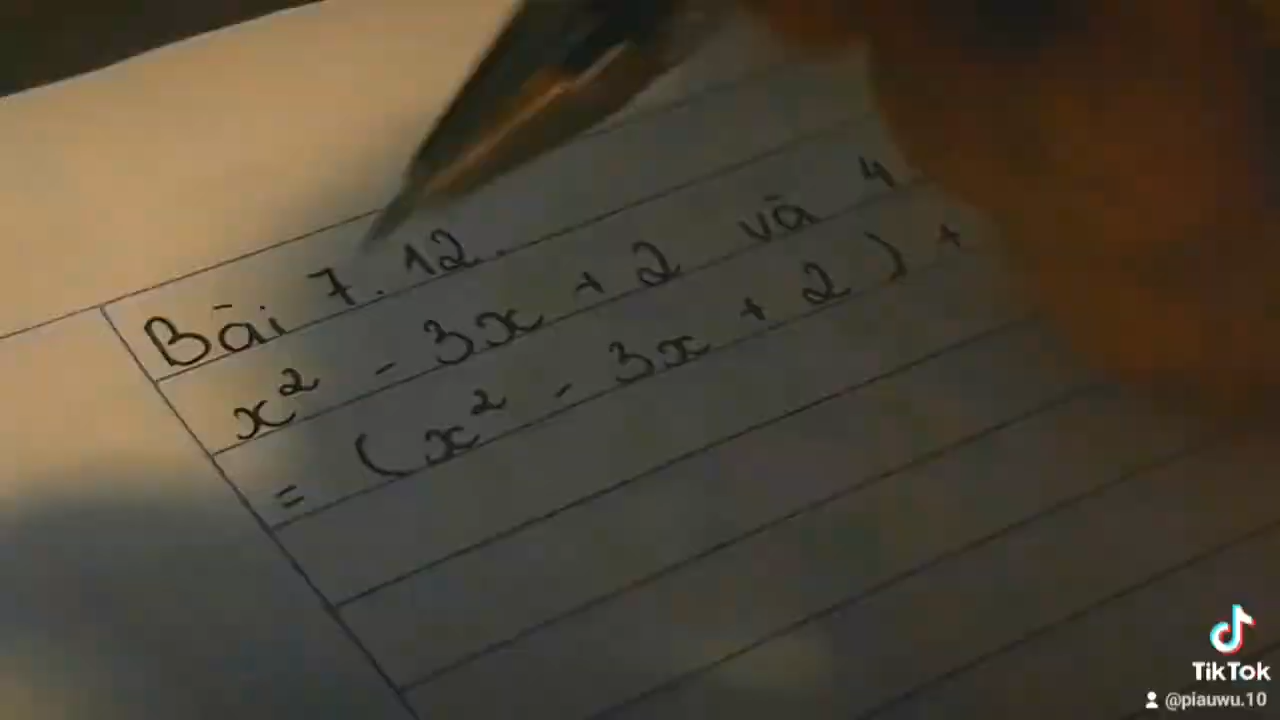 Bài 7.12.
x² - 3x + 2 và 4
= (x² - 3x + 2) +
TikTok
@piauwu.10